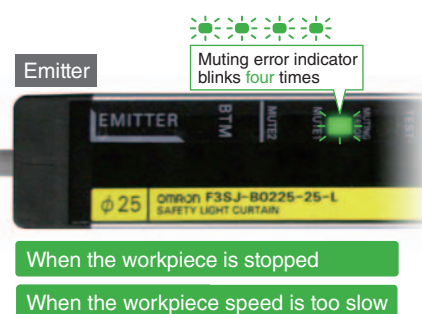 Muting error indicator
blinks four times
Emitter
EMITTER
BTM
MUTE2
MUTE1
MUTING
ERROR
TEST
φ25
OMRON F3SJ-B0225-25-L
SAFETY LIGHT CURTAIN
When the workpiece is stopped
When the workpiece speed is too slow